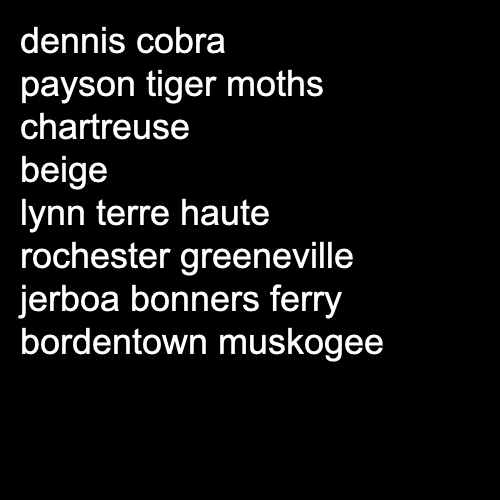 dennis cobra
payson tiger moths
chartreuse
beige
lynn terre haute
rochester greeneville
jerboa bonners ferry
bordentown muskogee